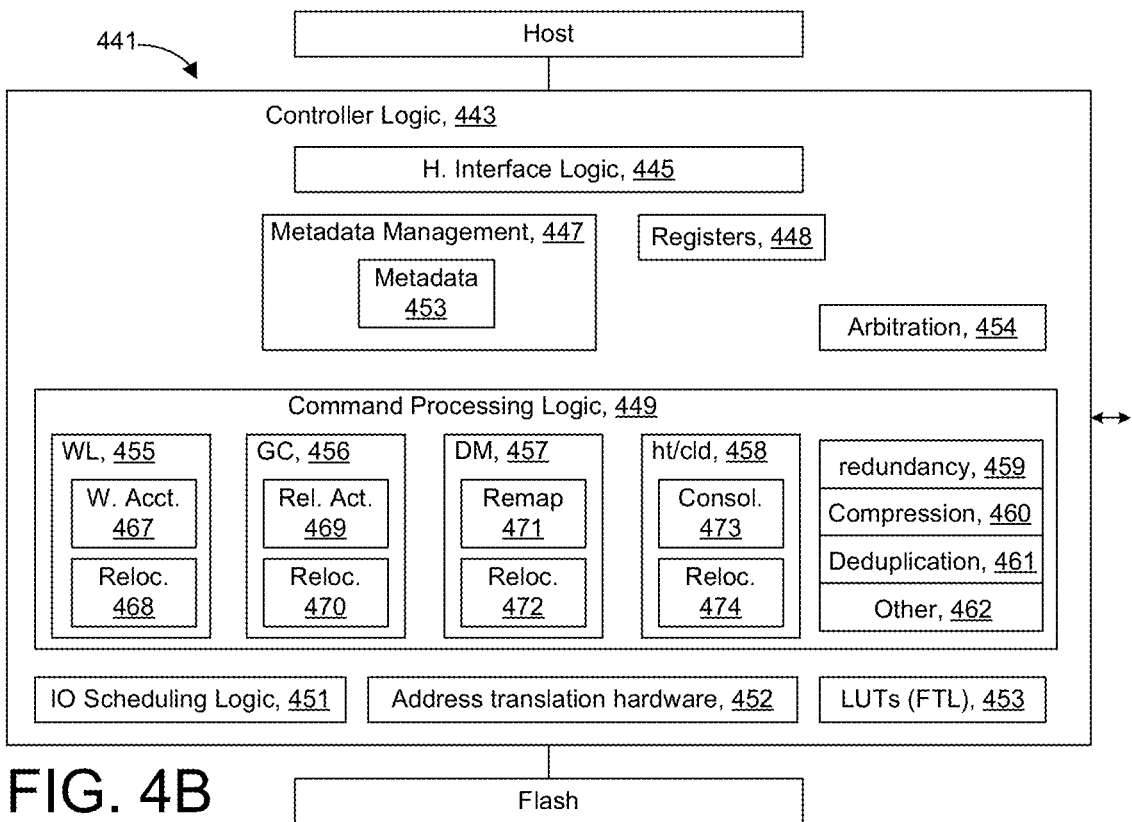 Host
441
Controller Logic, 443
H. Interface Logic, 445
Metadata Management, 447
Metadata
453
Registers, 448
Arbitration, 454
Command Processing Logic, 449
WL, 455
W. Acct.
467
Reloc.
468
GC, 456
Rel. Act.
469
Reloc.
470
DM, 457
Remap
471
Reloc.
472
ht/cld, 458
Consol.
473
Reloc.
474
redundancy, 459
Compression, 460
Deduplication, 461
Other, 462
IO Scheduling Logic, 451
Address translation hardware, 452
LUTs (FTL), 453
FIG. 4B
Flash